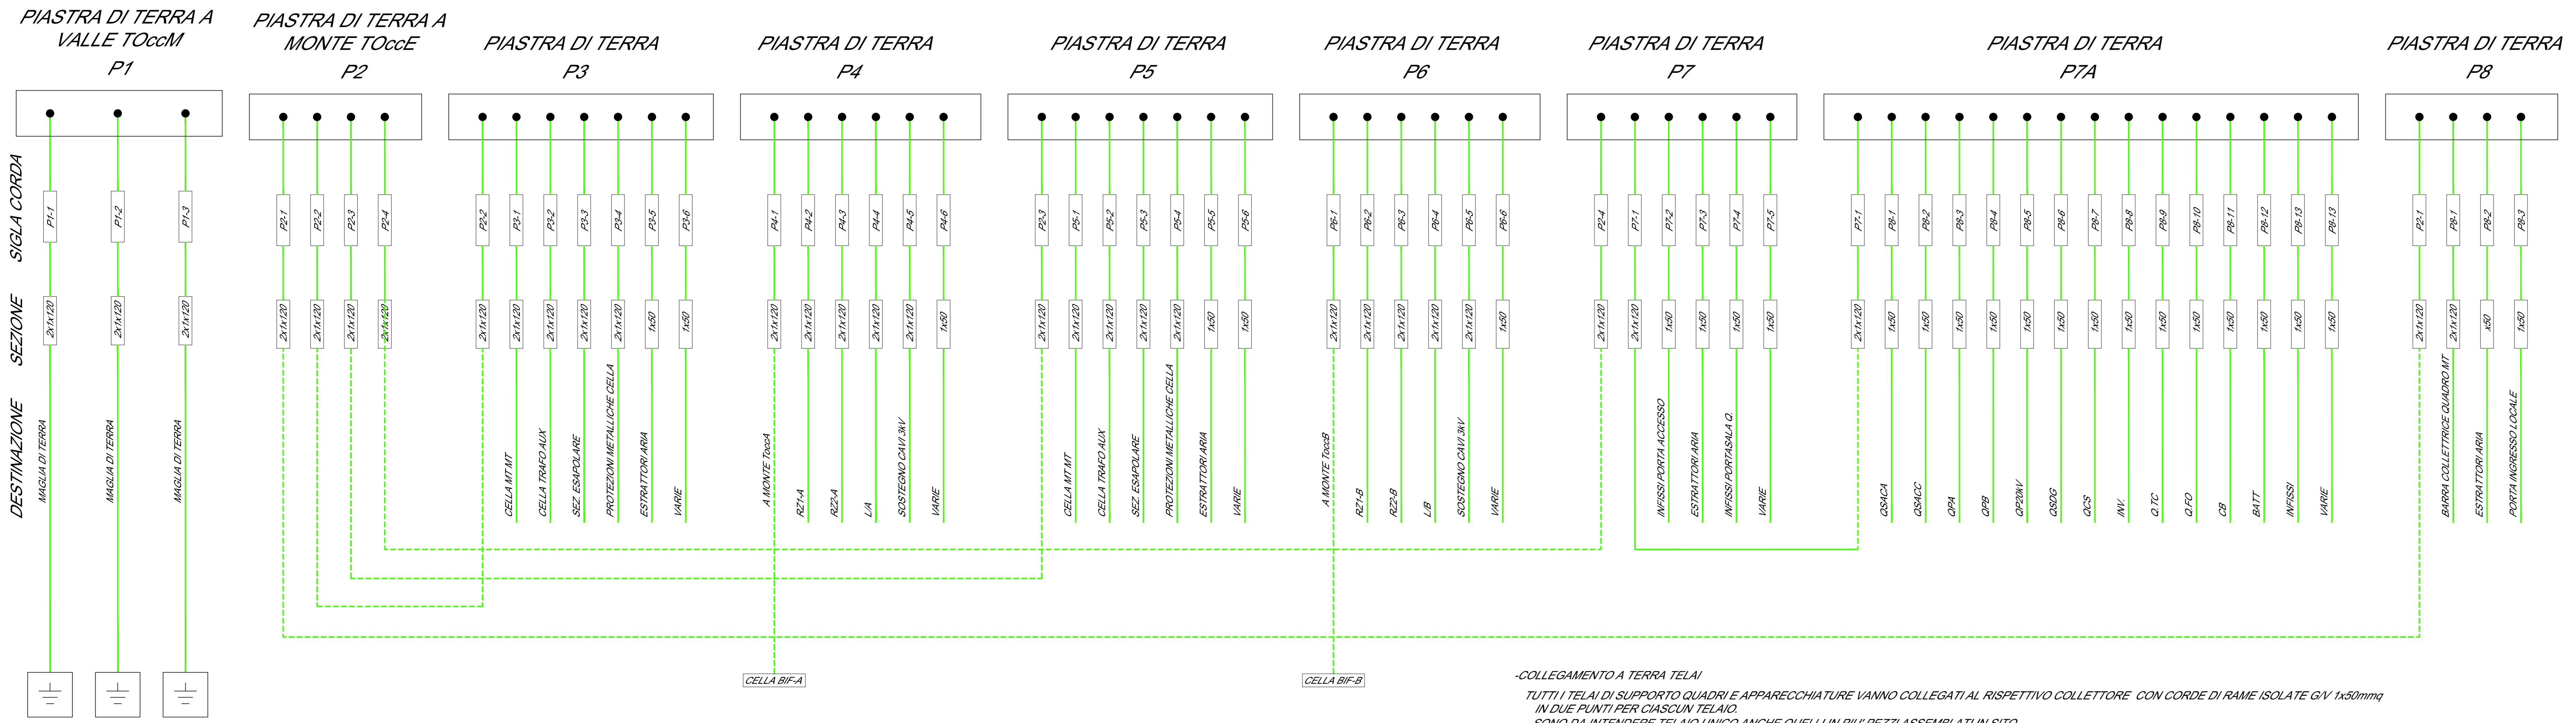 PIASTRA DI TERRA A
VALLE TOccM
P1
PIASTRA DI TERRA A
MONTE TOccE
P2
PIASTRA DI TERRA
P3
PIASTRA DI TERRA
P4
PIASTRA DI TERRA
P5
PIASTRA DI TERRA
P6
PIASTRA DI TERRA
P7
PIASTRA DI TERRA
P7A
PIASTRA DI TERRA
P8
SIGLA CORDA
P1-1
P1-2
P1-3
P2-1
P2-2
P2-3
P2-4
P2-2
P3-1
P3-2
P3-3
P3-4
P3-5
P3-6
P4-1
P4-2
P4-3
P4-4
P4-5
P4-6
P2-3
P5-1
P5-2
P5-3
P5-4
P5-5
P5-6
P6-1
P6-2
P6-3
P6-4
P6-5
P6-6
P2-4
P7-1
P7-2
P7-3
P7-4
P7-5
P7-1
P8-1
P8-2
P8-3
P8-4
P8-5
P8-6
P8-7
P8-8
P8-9
P8-10
P8-11
P8-12
P8-13
P8-13
P2-1
P8-1
P8-2
P8-3
SEZIONE
2x1x120
2x1x120
2x1x120
2x1x120
2x1x120
2x1x120
2x1x120
2x1x120
2x1x120
2x1x120
2x1x120
2x1x120
1x50
1x50
2x1x120
2x1x120
2x1x120
2x1x120
2x1x120
1x50
2x1x120
2x1x120
2x1x120
2x1x120
2x1x120
1x50
1x50
2x1x120
2x1x120
2x1x120
2x1x120
2x1x120
1x50
2x1x120
2x1x120
1x50
1x50
1x50
1x50
2x1x120
1x50
1x50
1x50
1x50
1x50
1x50
1x50
1x50
1x50
1x50
1x50
1x50
1x50
1x50
2x1x120
2x1x120
x50
1x50
DESTINAZIONE
MAGLIA DI TERRA
MAGLIA DI TERRA
MAGLIA DI TERRA
CELLA MT MT
CELLA TRAFO AUX
SEZ. ESAPOLARE
PROTEZIONI METALLICHE CELLA
ESTRATTORI ARIA
VARIE
A MONTE ToccA
RZ1-A
RZ2-A
L/A
SOSTEGNO CAVI 3kV
VARIE
CELLA MT MT
CELLA TRAFO AUX
SEZ. ESAPOLARE
PROTEZIONI METALLICHE CELLA
ESTRATTORI ARIA
VARIE
A MONTE ToccB
RZ1-B
RZ2-B
L/B
SOSTEGNO CAVI 3kV
VARIE
INFISSI PORTA ACCESSO
ESTRATTORI ARIA
INFISSI PORTASALA Q.
VARIE
QSACA
QSACC
QPA
QPB
QP20kV
QSDG
QCS
INV.
Q.TC
Q.FO
CB
BATT
INFISSI
VARIE
BARRA COLLETTRICE QUADRO MT
ESTRATTORI ARIA
PORTA INGRESSO LOCALE
CELLA BIF-A
CELLA BIF-B
-COLLEGAMENTO A TERRA TELAI
TUTTI I TELAI DI SUPPORTO QUADRI E APPARECCHIATURE VANNO COLLEGATI AL RISPETTIVO COLLETTORE CON CORDE DI RAME ISOLATE G/V 1x50mmq
IN DUE PUNTI PER CIASCUN TELAIO.
SONO DA INTENDERE TELAIO UNICO ANCHE QUELLI IN PIU' PEZZI ASSEMBLATI IN SITO